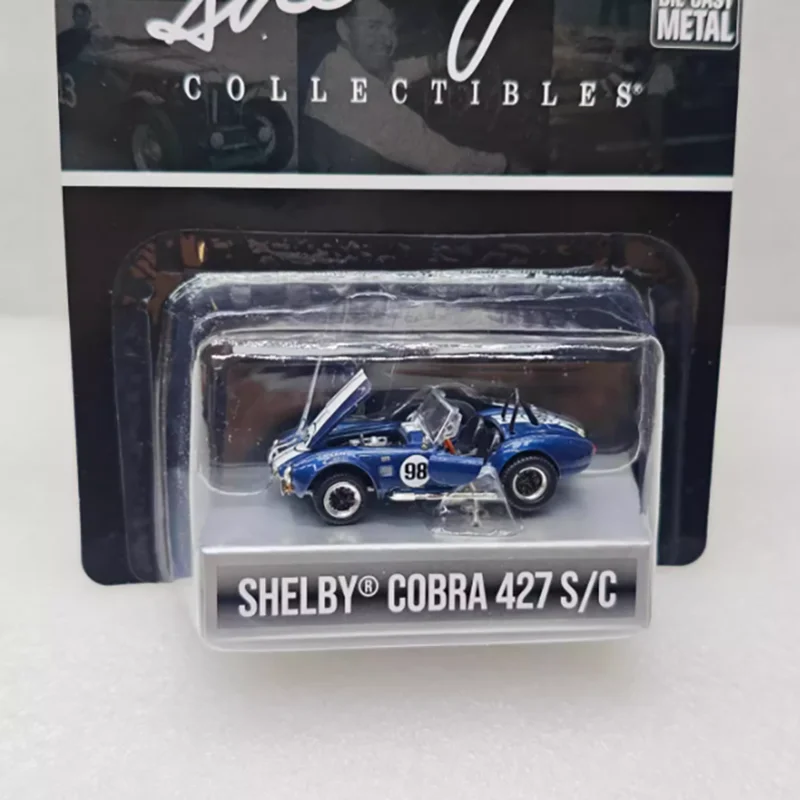 DIE-CAST
METAL
COLLECTIBLES®
98
SHELBY® COBRA 427 S/C